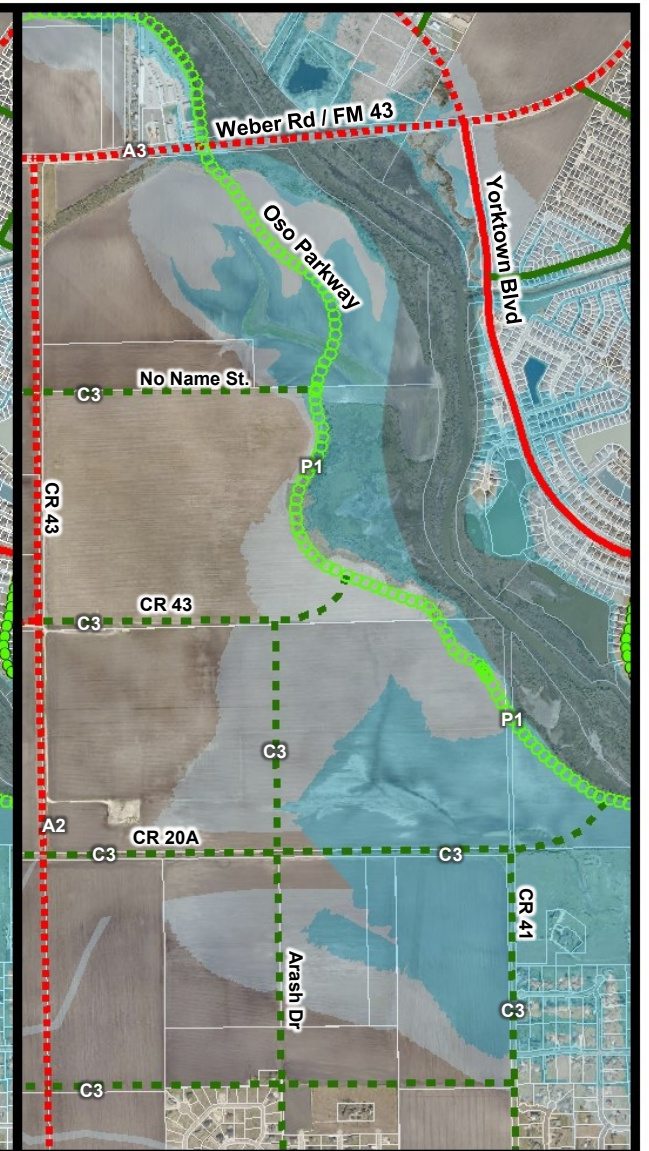 Weber Rd / FM 43
A3
Oso Parkway
Yorktown Blvd
No Name St.
C3
P1
CR 43
CR 43
C3
C3
P1
A2
CR 20A
C3
C3
CR 41
Arash Dr
C3
C3